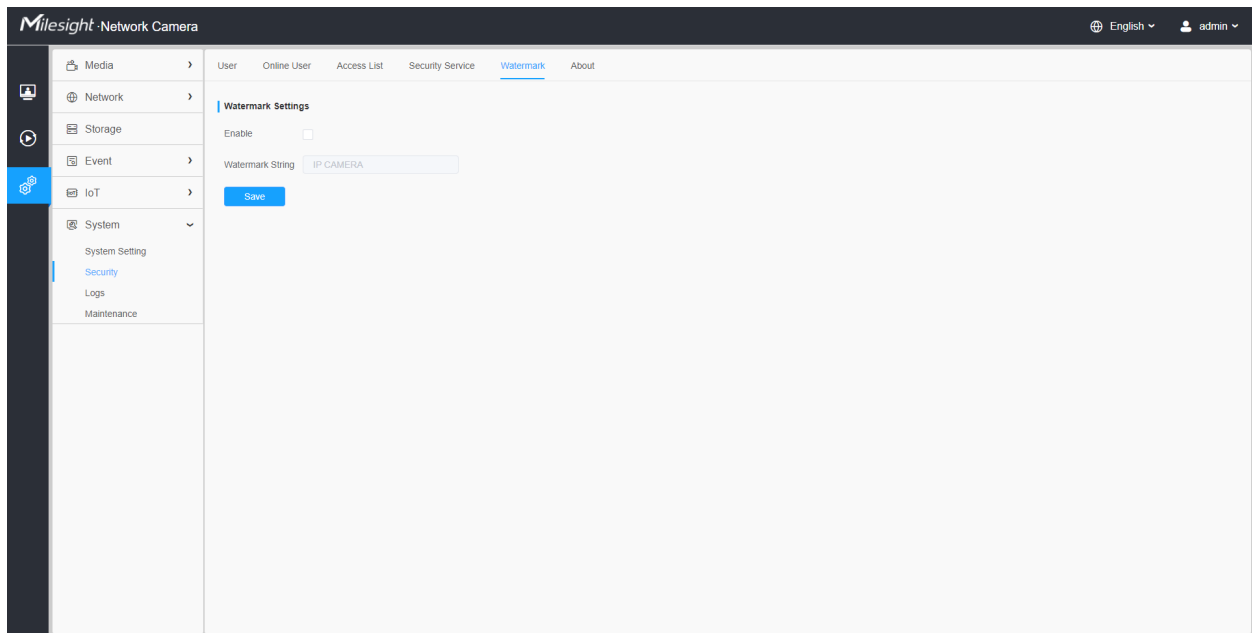 Milesight · Network Camera
English
admin
Media
Network
Storage
Event
IoT
System
System Setting
Security
Logs
Maintenance
User Online User Access List Security Service Watermark About
Watermark Settings
Enable
Watermark String IP CAMERA
Save